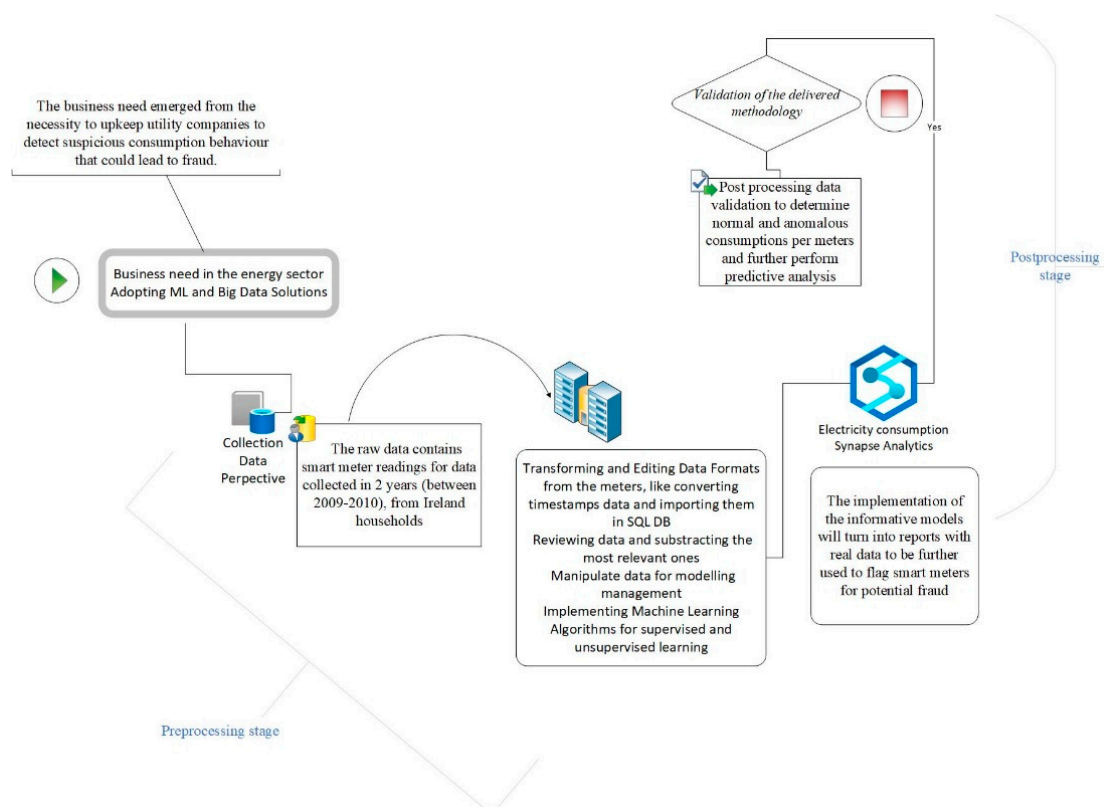 The business need emerged from the
necessity to upkeep utility companies to
detect suspicious consumption behaviour
that could lead to fraud.
Business need in the energy sector
Adopting ML and Big Data Solutions
Collection
Data
Perpective
The raw data contains
smart meter readings for data
collected in 2 years (between
2009-2010), from Ireland
households
Preprocessing stage
Transforming and Editing Data Formats
from the meters, like converting
timestamps data and importing them
in SQL DB
Reviewing data and substracting the
most relevant ones
Manipulate data for modelling
management
Implementing Machine Learning
Algorithms for supervised and
unsupervised learning
Electricity consumption
Synapse Analytics
The implementation of
the informative models
will turn into reports with
real data to be further
used to flag smart meters
for potential fraud
Yes
Validation of the delivered
methodology
Post processing data
validation to determine
normal and anomalous
consumptions per meters
and further perform
predictive analysis
Postprocessing
stage